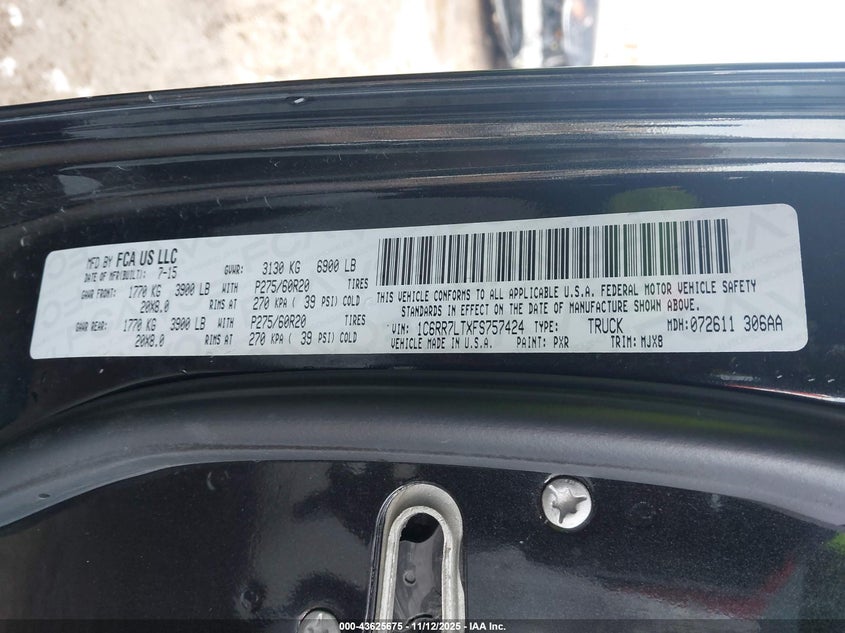 MFD BY FCA US LLC
DATE OF MFR(BUILT): 7-15 GVWR: 3130 KG 6900 LB
GAWR FRONT: 1770 KG 3900 LB WITH P275/60R20 TIRES
20X8.0 RIMS AT 270 KPA ( 39 PSI) COLD
GAWR REAR: 1770 KG 3900 LB WITH P275/60R20 TIRES
20X8.0 RIMS AT 270 KPA ( 39 PSI) COLD
THIS VEHICLE CONFORMS TO ALL APPLICABLE U.S.A. FEDERAL MOTOR VEHICLE SAFETY
STANDARDS IN EFFECT ON THE DATE OF MANUFACTURE SHOWN ABOVE.
VIN: 1C6RR7LTXFS757424 TYPE: TRUCK MDH:072611 306AA
VEHICLE MADE IN U.S.A. PAINT: PXR TRIM: MJX8
000-43625675 - 11/12/2025 - © IAA Inc.